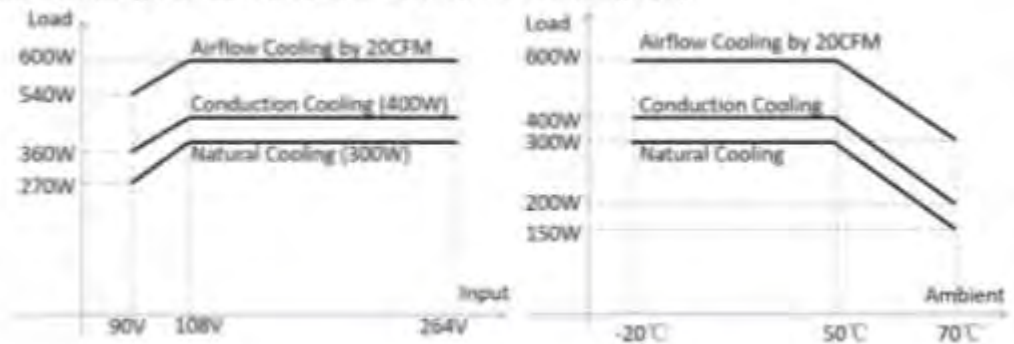 Load
600W
Airflow Cooling by 20CFM
540W
Conduction Cooling (400W)
360W
Natural Cooling (300W)
270W
Input
90V 108V 264V
Load
600W
Airflow Cooling by 20CFM
Conduction Cooling
400W
300W
Natural Cooling
200W
150W
Ambient
-20℃ 50℃ 70℃